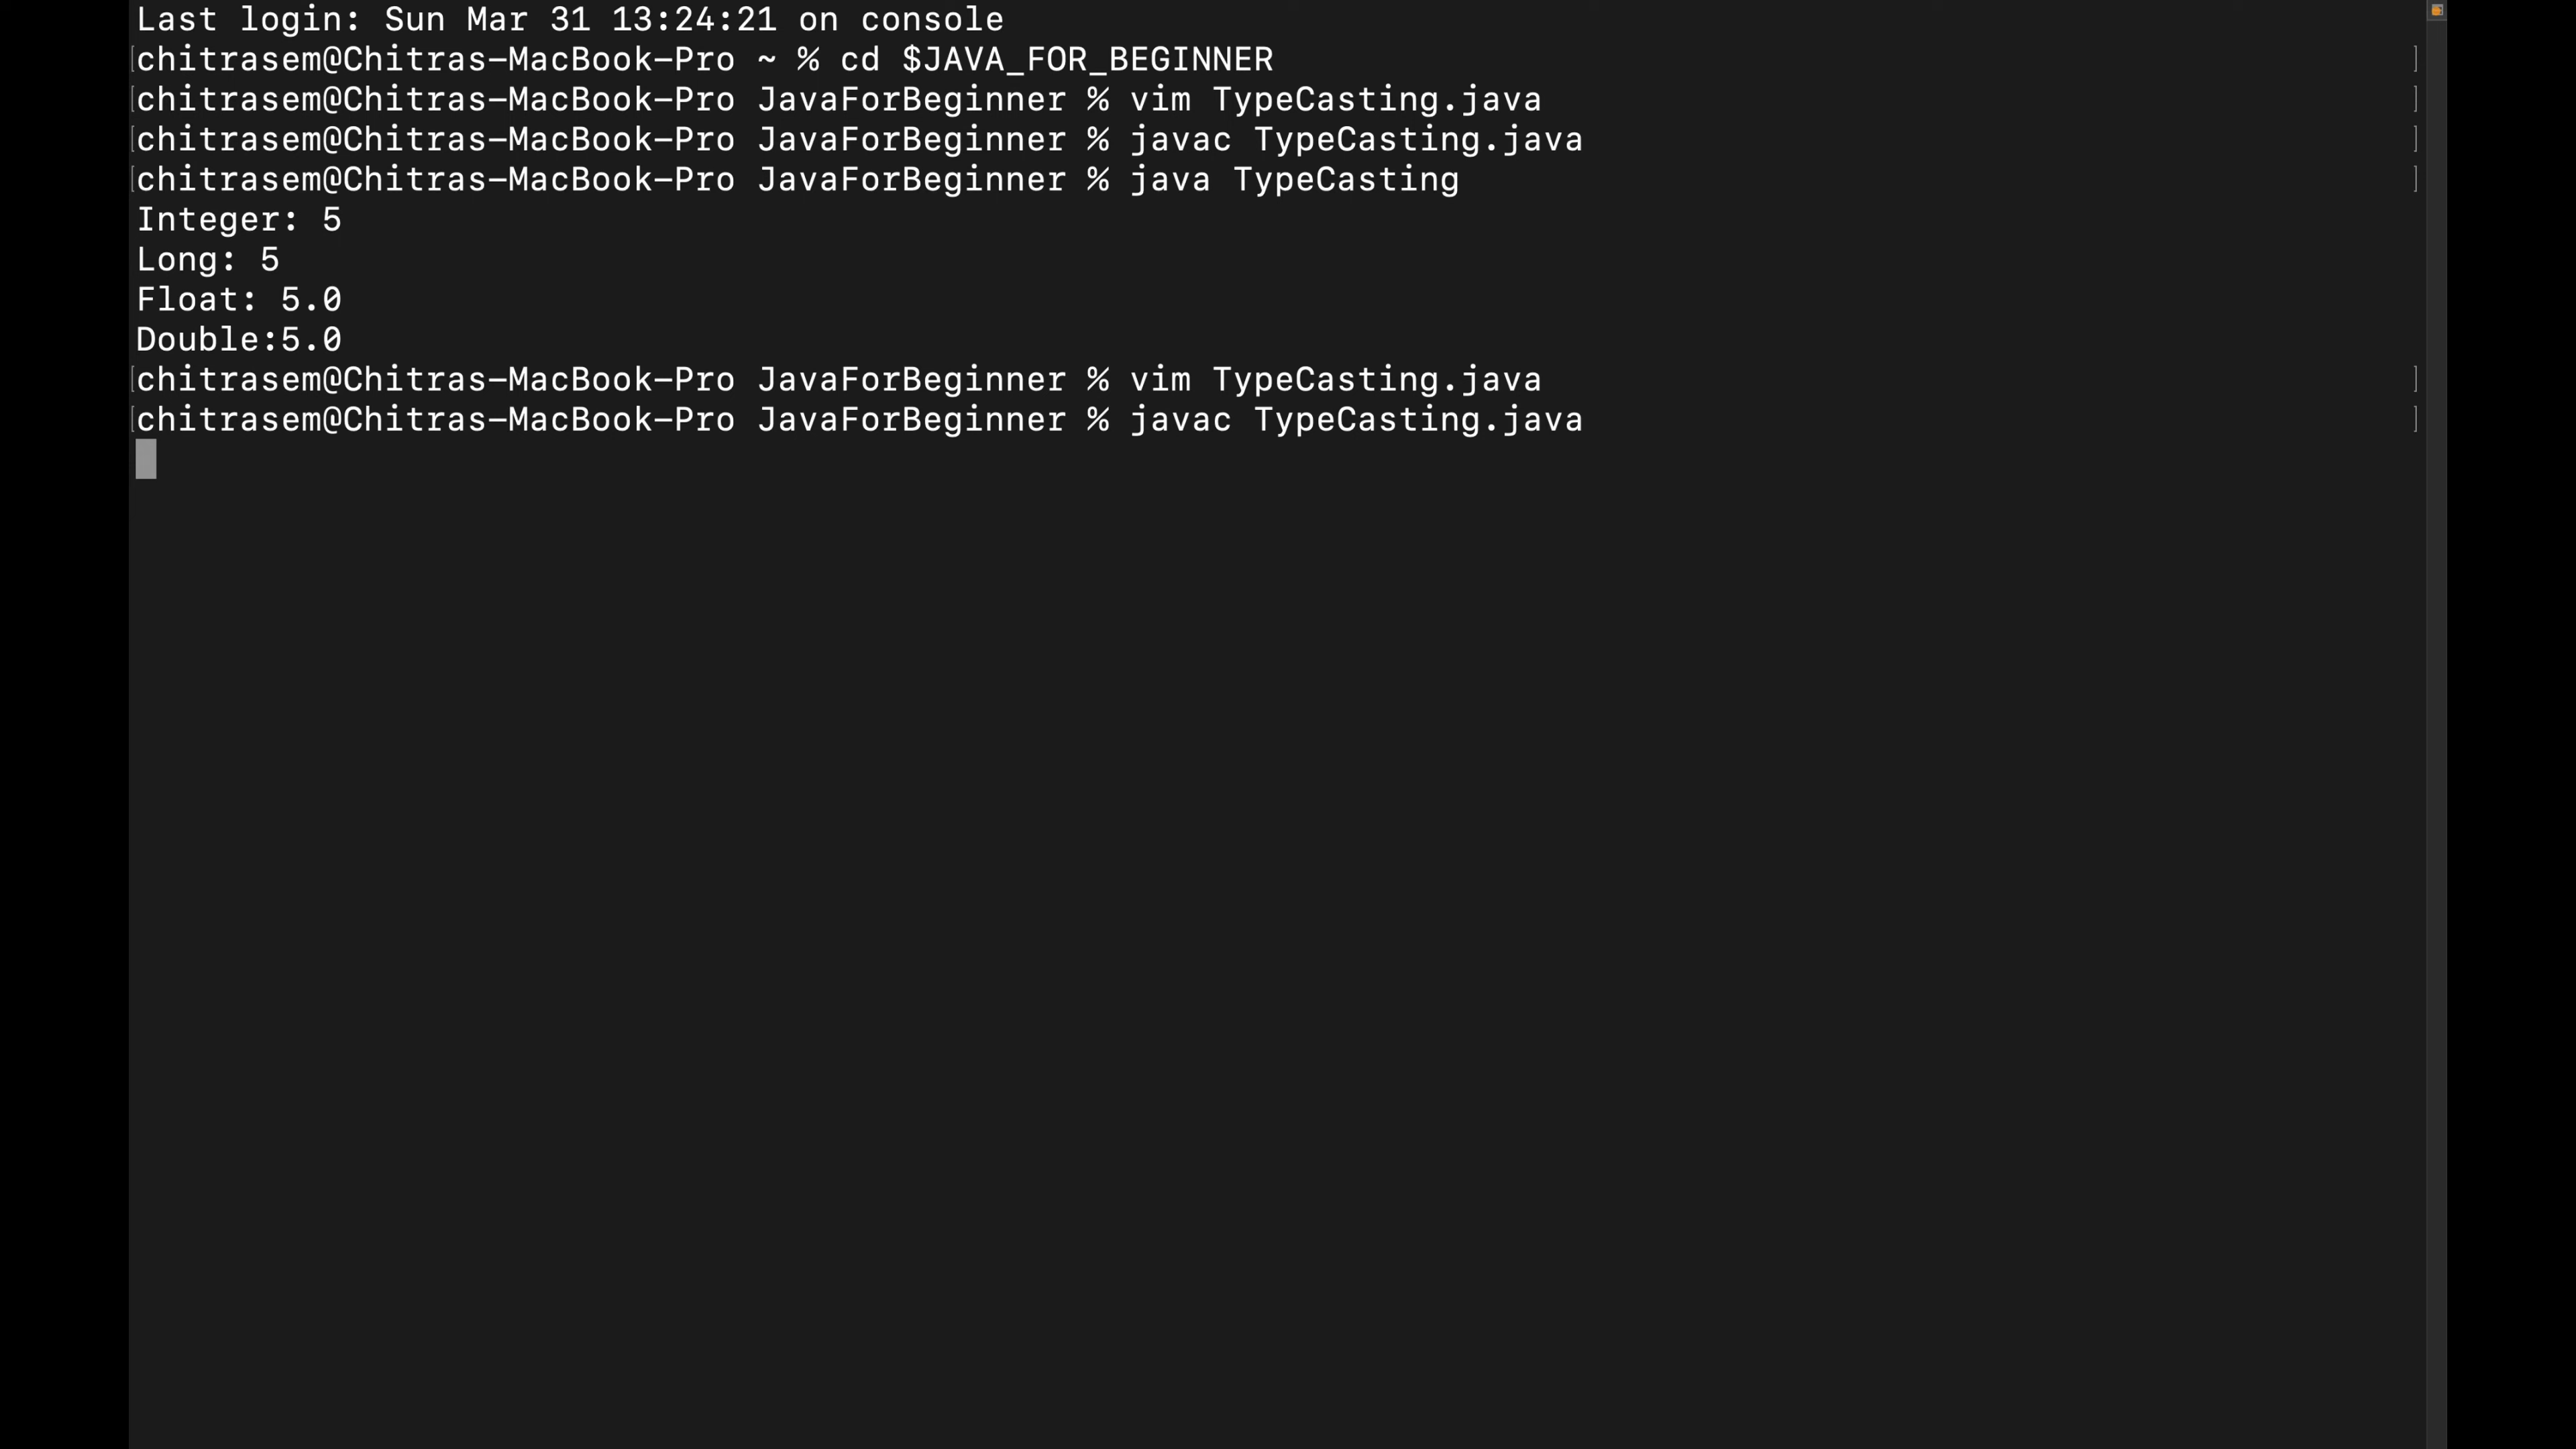 Last login: Sun Mar 31 13:24:21 on console
[chitrasem@Chitras-MacBook-Pro ~ % cd $JAVA_FOR_BEGINNER ]
[chitrasem@Chitras-MacBook-Pro JavaForBeginner % vim TypeCasting.java ]
[chitrasem@Chitras-MacBook-Pro JavaForBeginner % javac TypeCasting.java ]
[chitrasem@Chitras-MacBook-Pro JavaForBeginner % java TypeCasting ]
Integer: 5
Long: 5
Float: 5.0
Double:5.0
[chitrasem@Chitras-MacBook-Pro JavaForBeginner % vim TypeCasting.java ]
[chitrasem@Chitras-MacBook-Pro JavaForBeginner % javac TypeCasting.java ]